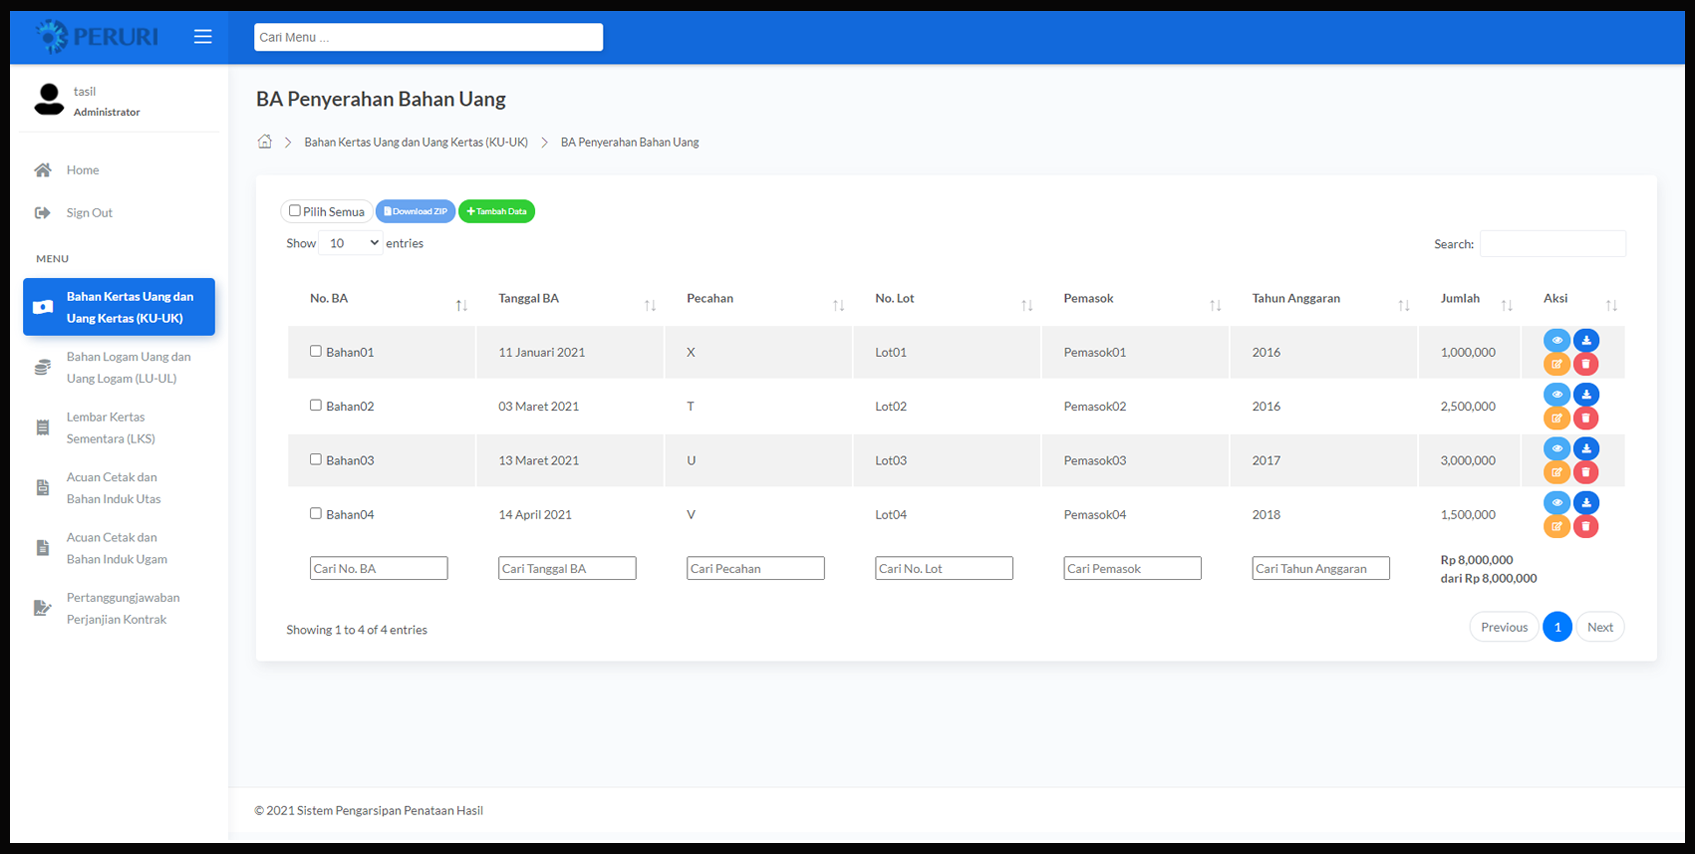 PERURI
Cari Menu ...
tasil
Administrator
Home
Sign Out
MENU
Bahan Kertas Uang dan
Uang Kertas (KU-UK)
Bahan Logam Uang dan
Uang Logam (LU-UL)
Lembar Kertas
Sementara (LKS)
Acuan Cetak dan
Bahan Induk Utas
Acuan Cetak dan
Bahan Induk Ugam
Pertanggungjawaban
Perjanjian Kontrak
BA Penyerahan Bahan Uang
Bahan Kertas Uang dan Uang Kertas (KU-UK) > BA Penyerahan Bahan Uang
Pilih Semua Download ZIP Tambah Data
Show 10 entries Search:
No. BA Tanggal BA Pecahan No. Lot Pemasok Tahun Anggaran Jumlah Aksi
Bahan01 11 Januari 2021 X Lot01 Pemasok01 2016 1,000,000
Bahan02 03 Maret 2021 T Lot02 Pemasok02 2016 2,500,000
Bahan03 13 Maret 2021 U Lot03 Pemasok03 2017 3,000,000
Bahan04 14 April 2021 V Lot04 Pemasok04 2018 1,500,000
Cari No. BA Cari Tanggal BA Cari Pecahan Cari No. Lot Cari Pemasok Cari Tahun Anggaran Rp 8,000,000
dari Rp 8,000,000
Showing 1 to 4 of 4 entries Previous 1 Next
© 2021 Sistem Pengarsipan Penataan Hasil